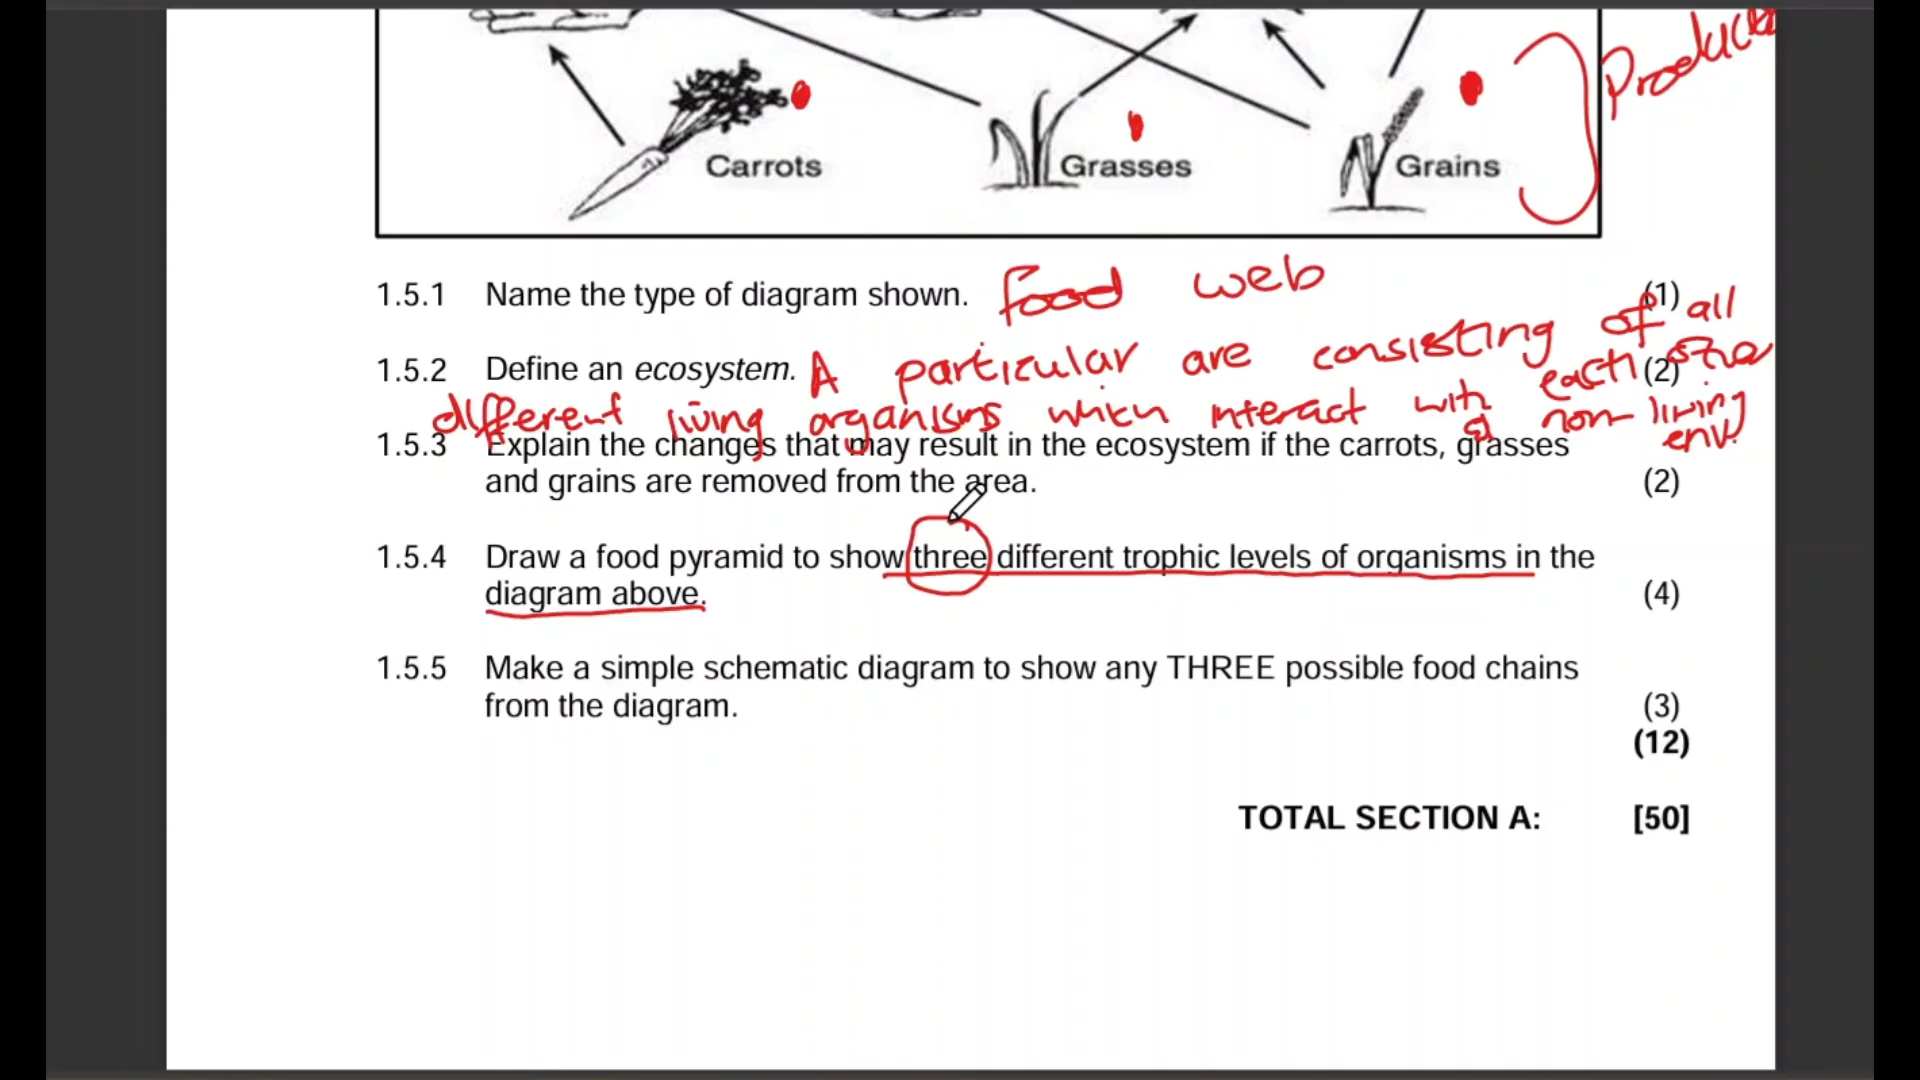 Produce
Carrots
Grasses
Grains
1.5.1 Name the type of diagram shown. food web (1)
1.5.2 Define an ecosystem. A particular are consisting of all (2)
different living organisms which interact with each other
& non-living env.
1.5.3 Explain the changes that may result in the ecosystem if the carrots, grasses
and grains are removed from the area. (2)
1.5.4 Draw a food pyramid to show three different trophic levels of organisms in the
diagram above. (4)
1.5.5 Make a simple schematic diagram to show any THREE possible food chains
from the diagram. (3)
(12)
TOTAL SECTION A: [50]